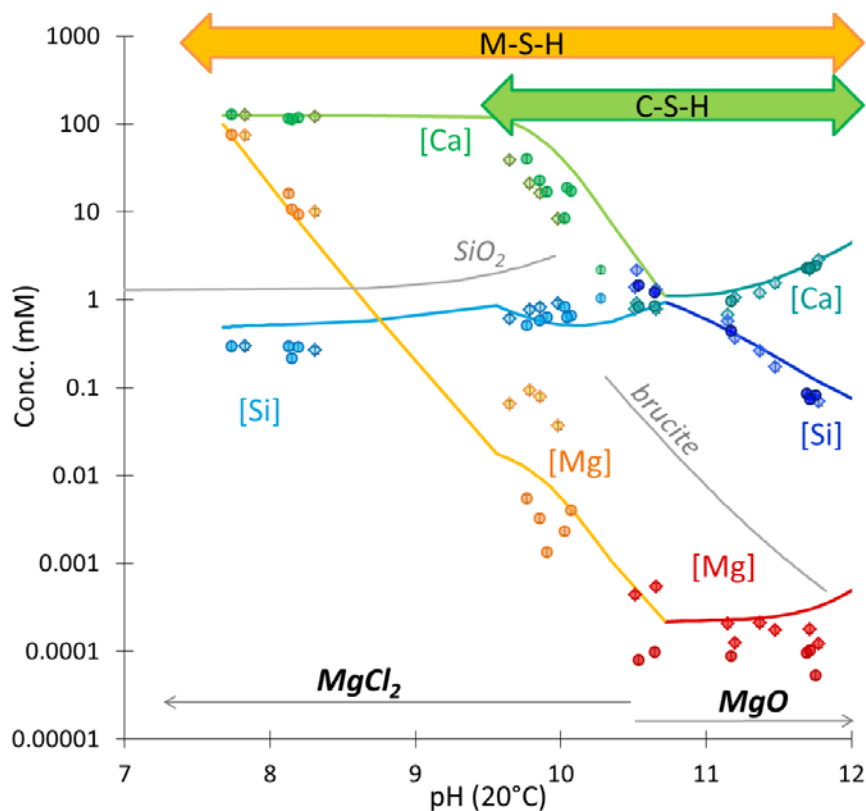 1000
100
10
1
0.1
0.01
0.001
0.0001
0.00001
Conc. (mM)
M-S-H
C-S-H
[Ca]
SiO₂
[Ca]
[Si]
[Mg]
brucite
[Si]
[Mg]
MgCl₂
MgO
7 8 9 10 11 12
pH (20°C)